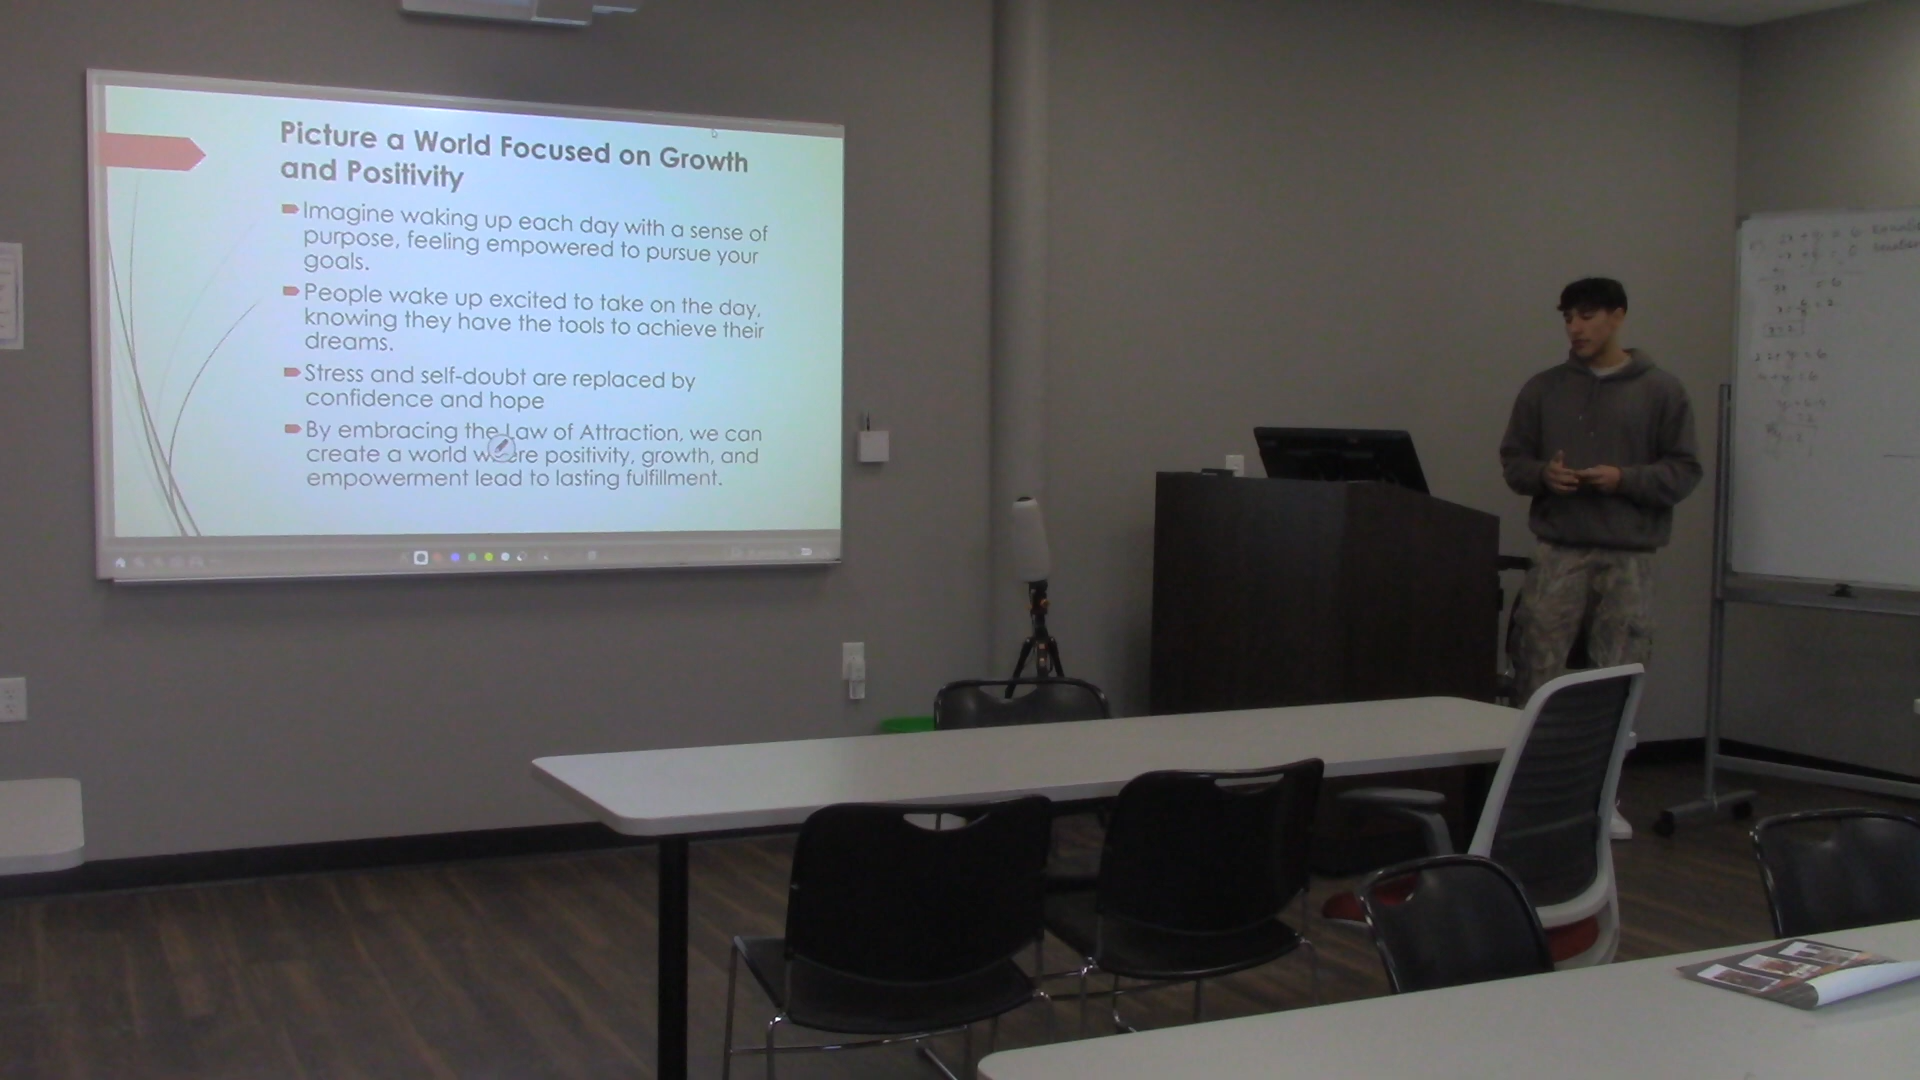 Picture a World Focused on Growth
and Positivity
Imagine waking up each day with a sense of
purpose, feeling empowered to pursue your
goals.
People wake up excited to take on the day,
knowing they have the tools to achieve their
dreams.
Stress and self-doubt are replaced by
confidence and hope
By embracing the Law of Attraction, we can
create a world where positivity, growth, and
empowerment lead to lasting fulfillment.